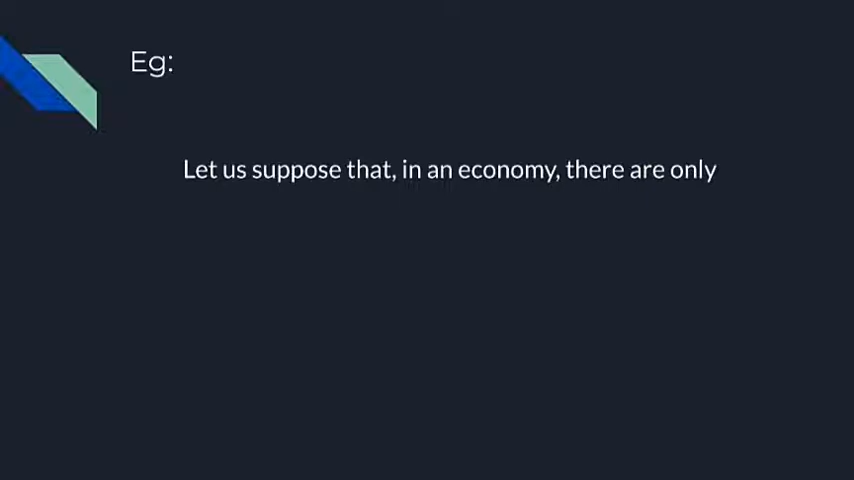 Eg:
Let us suppose that, in an economy, there are only